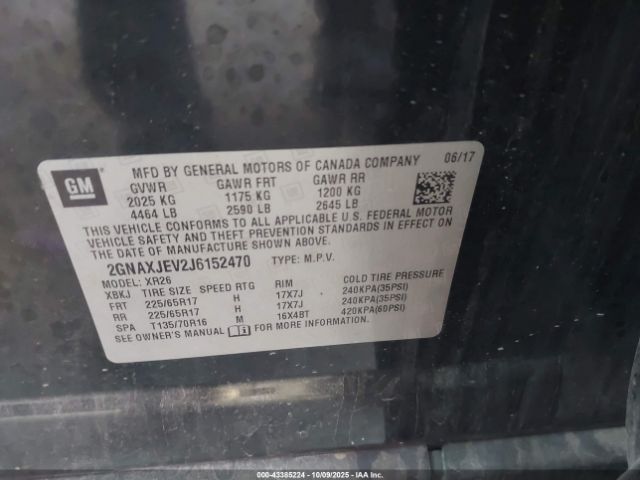 GM
MFD BY GENERAL MOTORS OF CANADA COMPANY 06/17
GVWR GAWR FRT GAWR RR
2025 KG 1175 KG 1200 KG
4464 LB 2590 LB 2645 LB
THIS VEHICLE CONFORMS TO ALL APPLICABLE U.S. FEDERAL MOTOR
VEHICLE SAFETY AND THEFT PREVENTION STANDARDS IN EFFECT
ON THE DATE OF MANUFACTURE SHOWN ABOVE.
2GNAXJEV2J6152470 TYPE: M.P.V.
MODEL: XR26
XBKJ TIRE SIZE SPEED RTG RIM COLD TIRE PRESSURE
FRT 225/65R17 H 17X7J 240KPA(35PSI)
RR 225/65R17 H 17X7J 240KPA(35PSI)
SPA T135/70R16 M 16X4BT 420KPA(60PSI)
SEE OWNER'S MANUAL FOR MORE INFORMATION.
000-43385224 - 10/09/2025 - IAAI.com